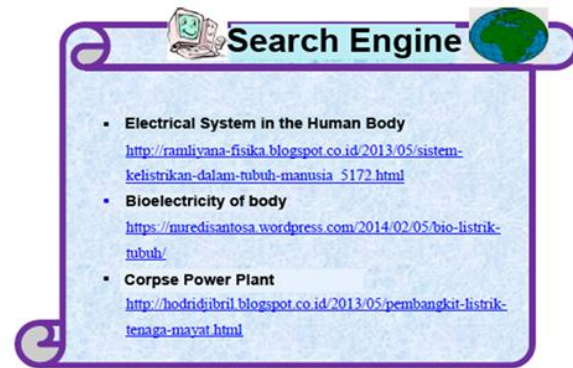 Search Engine
▪ Electrical System in the Human Body
http://ramliyana-fisika.blogspot.co.id/2013/05/sistem-
kelistrikan-dalam-tubuh-manusia_5172.html
▪ Bioelectricity of body
https://nuredisantosa.wordpress.com/2014/02/05/bio-listrik-
tubuh/
▪ Corpse Power Plant
http://hodridjibril.blogspot.co.id/2013/05/pembangkit-listrik-
tenaga-mayat.html